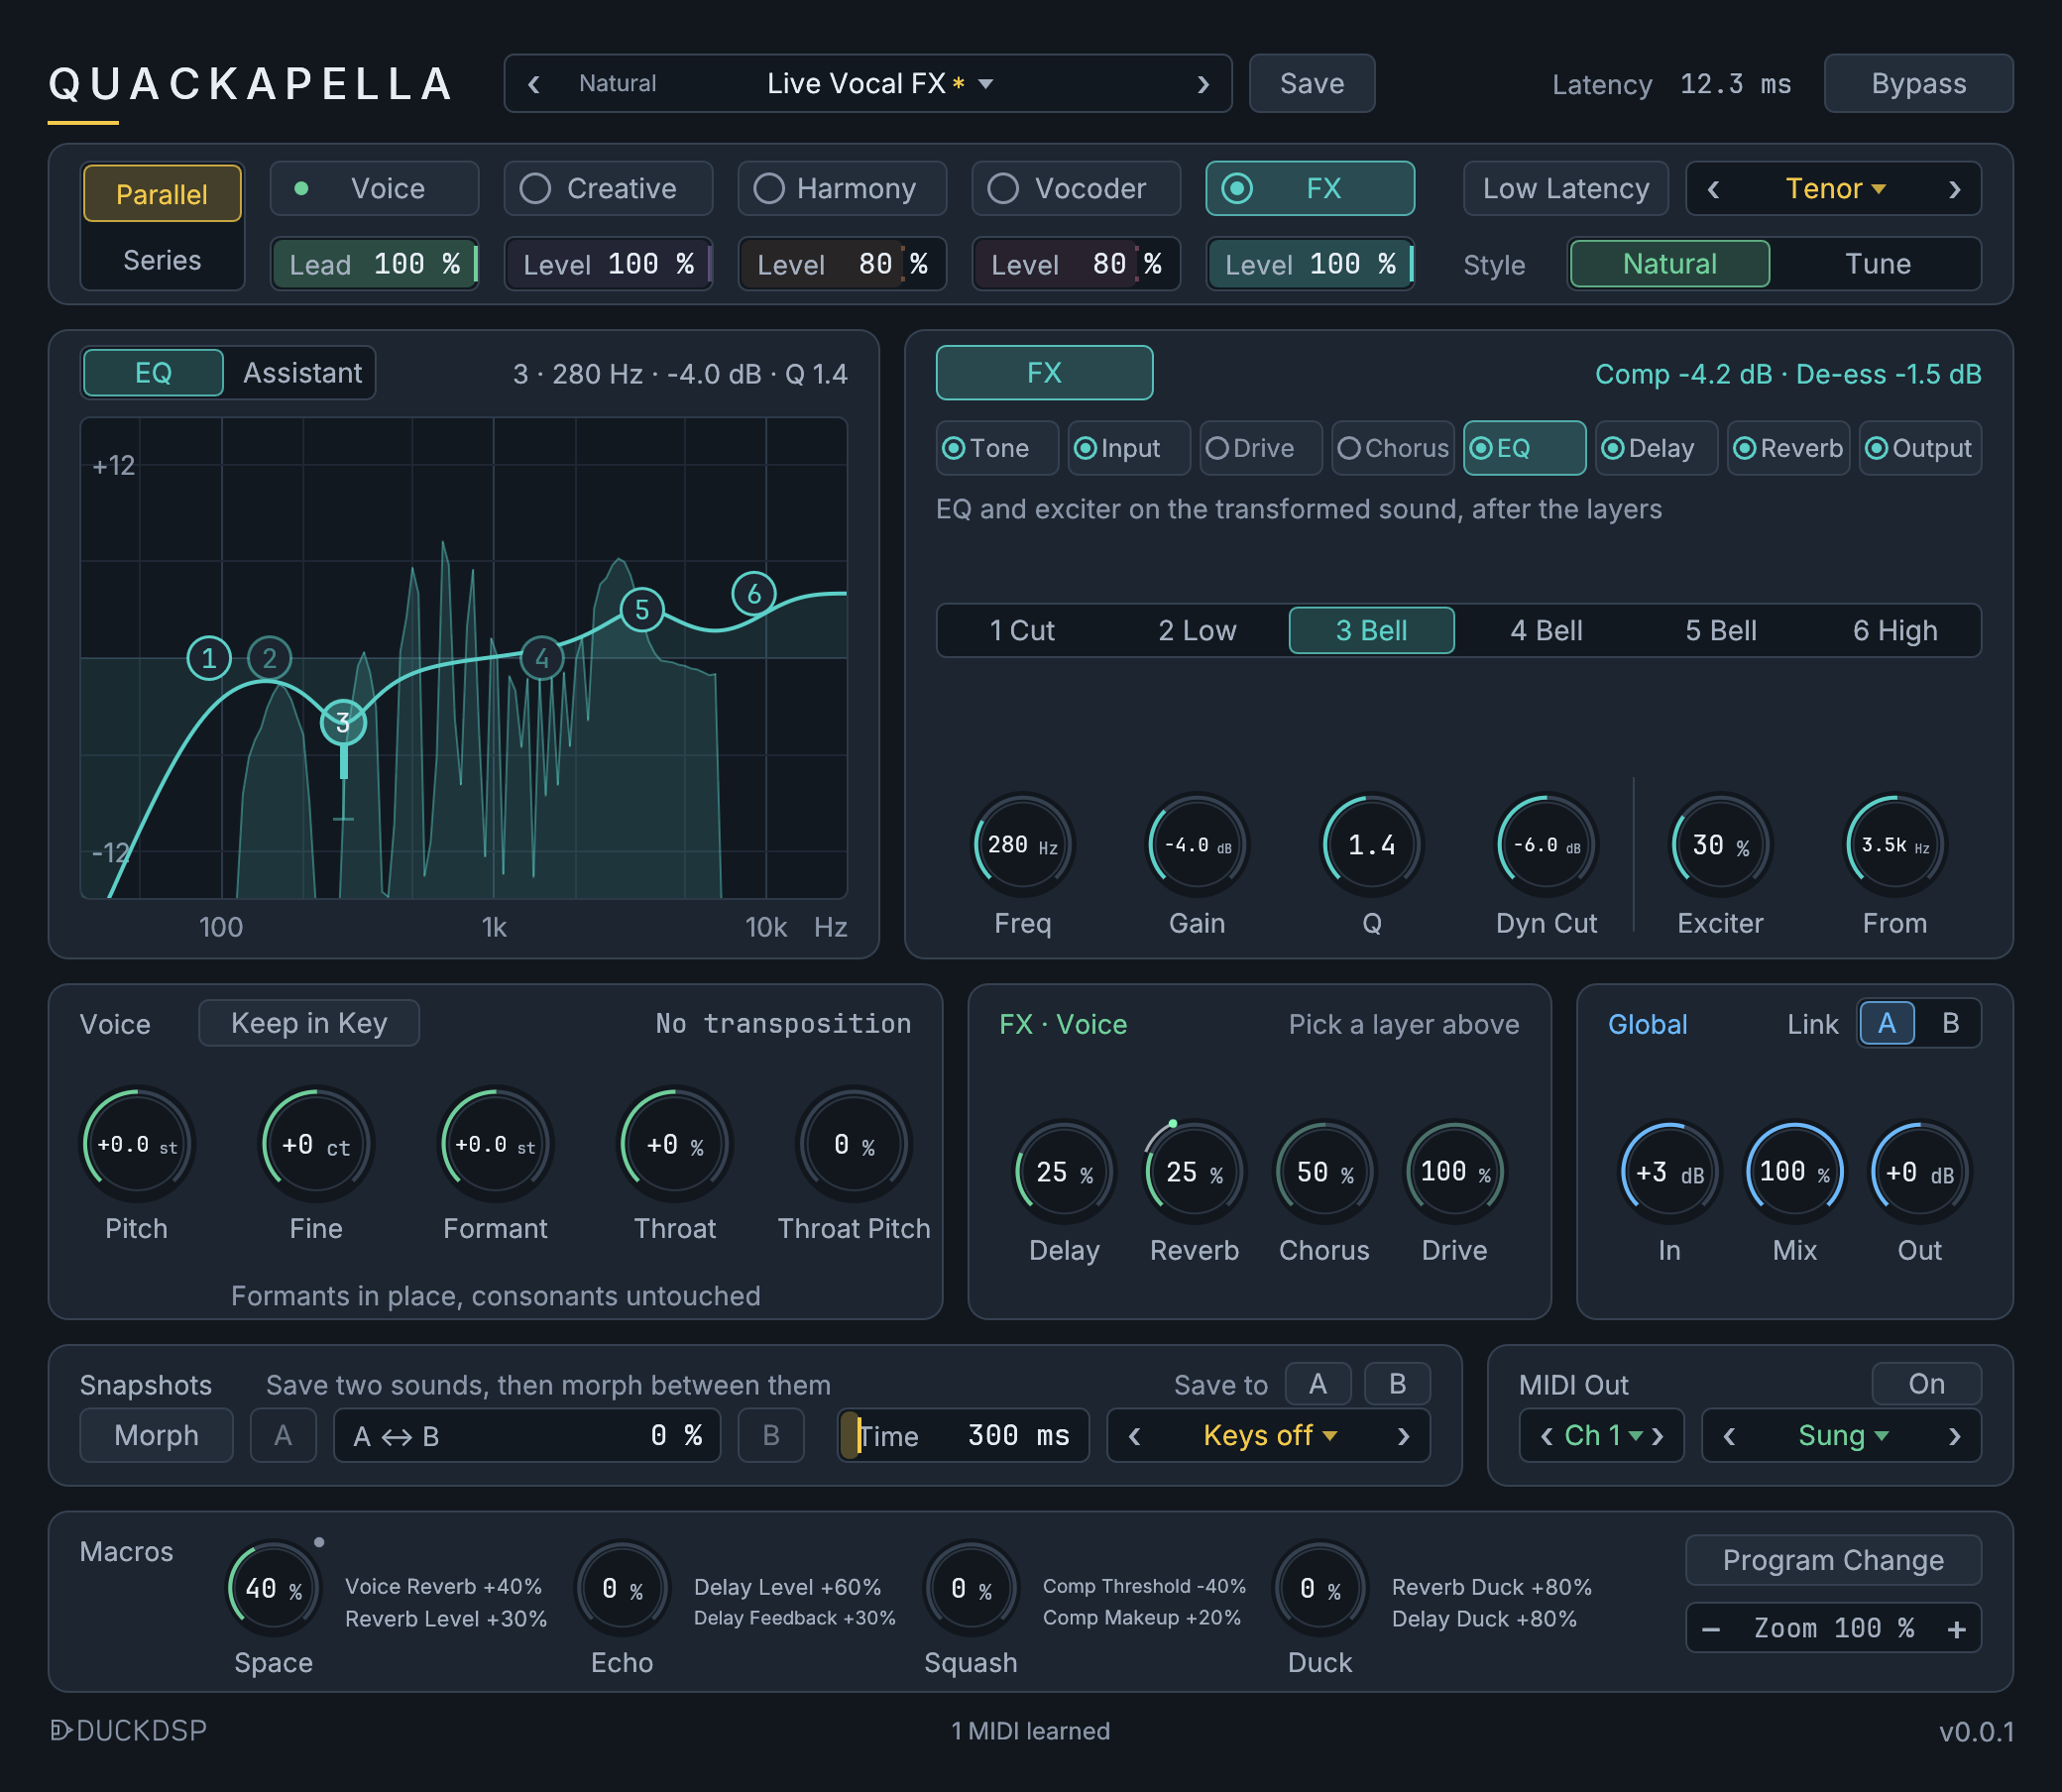 QUACKAPELLA
‹ Natural Live Vocal FX * ›
Save
Latency 12.3 ms
Bypass
Parallel
Voice
Creative
Harmony
Vocoder
FX
Low Latency
‹ Tenor ›
Series
Lead 100 %
Level 100 %
Level 80 %
Level 80 %
Level 100 %
Style
Natural
Tune
EQ
Assistant
3 · 280 Hz · -4.0 dB · Q 1.4
+12
1
2
3
4
5
6
-12
100
1k
10k
Hz
FX
Comp -4.2 dB · De-ess -1.5 dB
Tone
Input
Drive
Chorus
EQ
Delay
Reverb
Output
EQ and exciter on the transformed sound, after the layers
1 Cut
2 Low
3 Bell
4 Bell
5 Bell
6 High
280 Hz
-4.0 dB
1.4
-6.0 dB
30 %
3.5k Hz
Freq
Gain
Q
Dyn Cut
Exciter
From
Voice
Keep in Key
No transposition
+0.0 st
+0 ct
+0.0 st
+0 %
0 %
Pitch
Fine
Formant
Throat
Throat Pitch
Formants in place, consonants untouched
FX · Voice
Pick a layer above
25 %
25 %
50 %
100 %
Delay
Reverb
Chorus
Drive
Global
Link
A
B
+3 dB
100 %
+0 dB
In
Mix
Out
Snapshots
Save two sounds, then morph between them
Save to
A
B
Morph
A
A ↔ B 0 %
B
Time 300 ms
‹ Keys off ›
MIDI Out
On
‹ Ch 1 ›
‹ Sung ›
Macros
40 %
Space
Voice Reverb +40%
Reverb Level +30%
0 %
Echo
Delay Level +60%
Delay Feedback +30%
0 %
Squash
Comp Threshold -40%
Comp Makeup +20%
0 %
Duck
Reverb Duck +80%
Delay Duck +80%
Program Change
− Zoom 100 % +
DUCKDSP
1 MIDI learned
v0.0.1